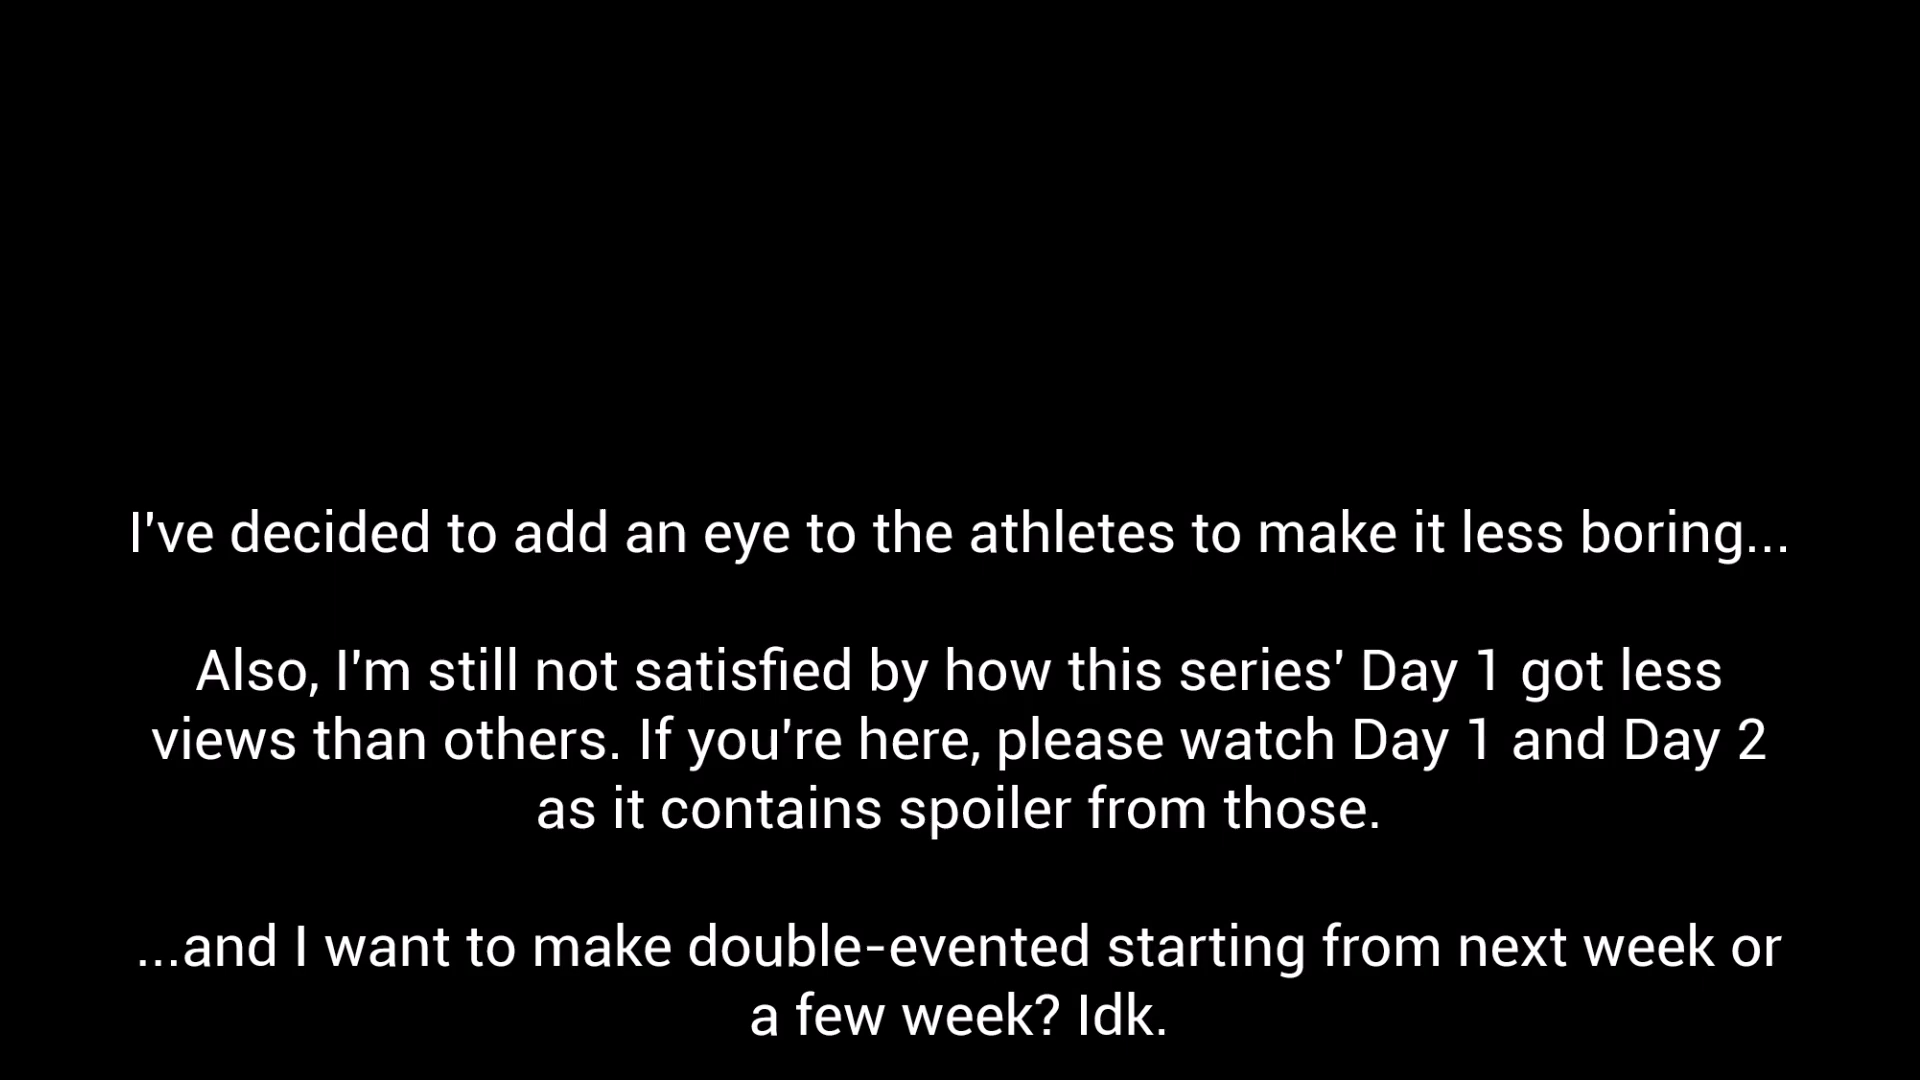 I've decided to add an eye to the athletes to make it less boring...
Also, I'm still not satisfied by how this series' Day 1 got less
views than others. If you're here, please watch Day 1 and Day 2
as it contains spoiler from those.
...and I want to make double-evented starting from next week or
a few week? Idk.